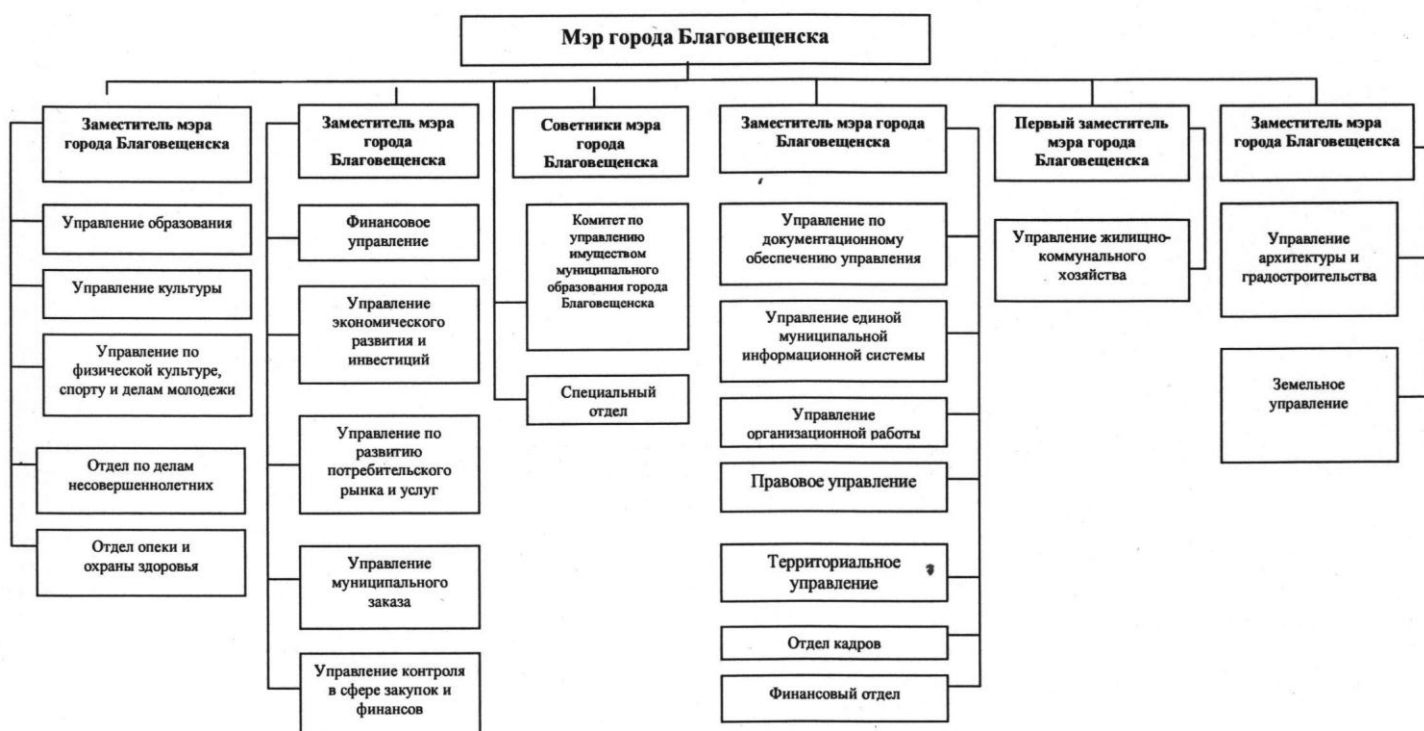 Мэр города Благовещенска
Заместитель мэра
города Благовещенска
Управление образования
Управление культуры
Управление по
физической культуре,
спорту и делам молодежи
Отдел по делам
несовершеннолетних
Отдел опеки и
охраны здоровья
Заместитель мэра
города
Благовещенска
Финансовое
управление
Управление
экономического
развития и
инвестиций
Управление по
развитию
потребительского
рынка и услуг
Управление
муниципального
заказа
Управление контроля
в сфере закупок и
финансов
Советники мэра
города
Благовещенска
Комитет по
управлению
имуществом
муниципального
образования города
Благовещенска
Специальный
отдел
Заместитель мэра города
Благовещенска
Управление по
документационному
обеспечению управления
Управление единой
муниципальной
информационной системы
Управление
организационной работы
Правовое управление
Территориальное
управление
Отдел кадров
Финансовый отдел
Первый заместитель
мэра города
Благовещенска
Управление жилищно-
коммунального
хозяйства
Заместитель мэра
города Благовещенска
Управление
архитектуры и
градостроительства
Земельное
управление